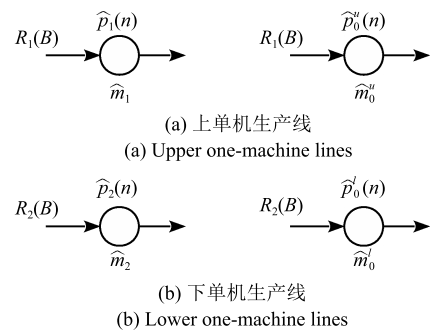 p̂₁(n) p̂₀ᵘ(n)
R₁(B) R₁(B)
m̂₁ m̂₀ᵘ
(a) 上单机生产线
(a) Upper one-machine lines
p̂₂(n) p̂₀ˡ(n)
R₂(B) R₂(B)
m̂₂ m̂₀ˡ
(b) 下单机生产线
(b) Lower one-machine lines